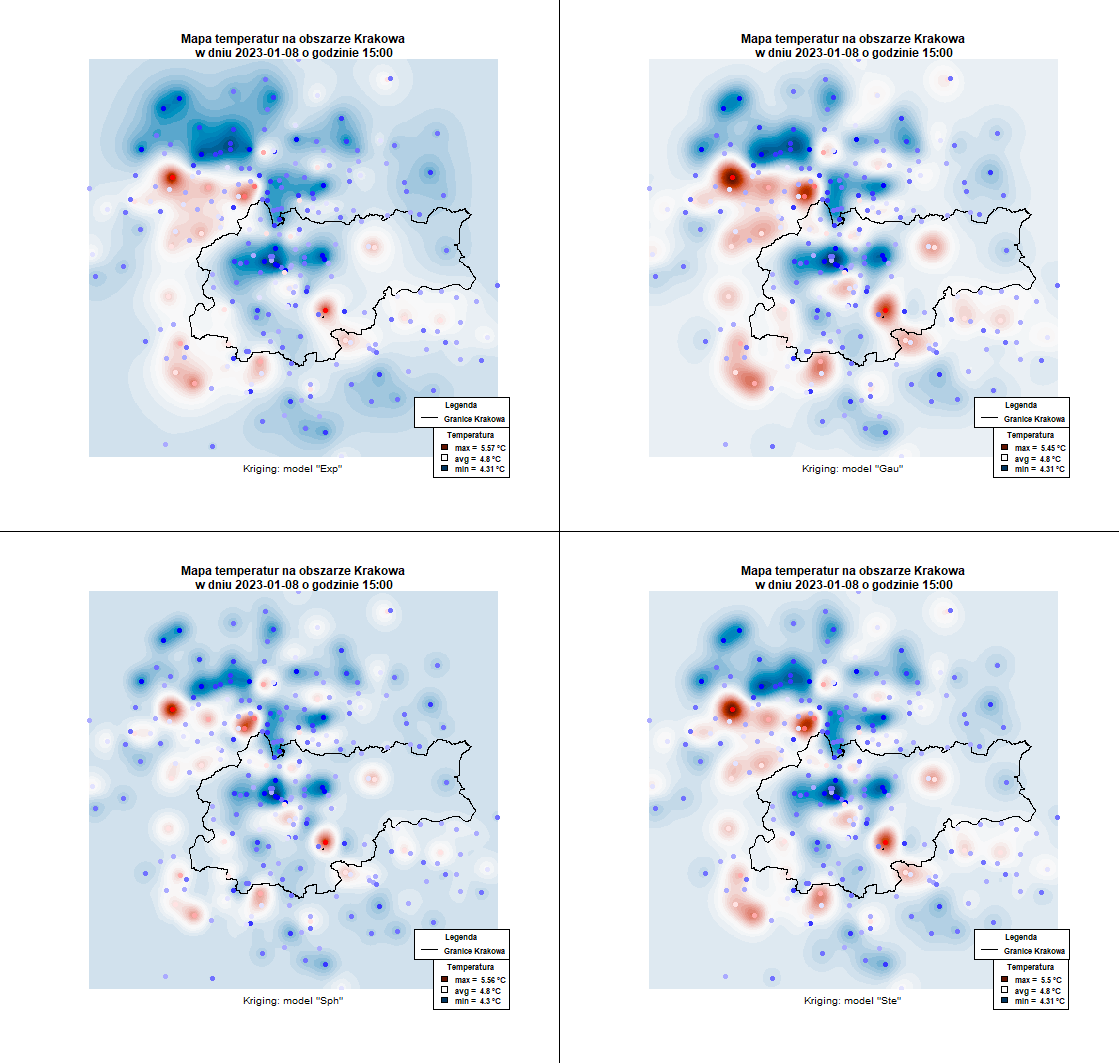 Mapa temperatur na obszarze Krakowa
w dniu 2023-01-08 o godzinie 15:00
Legenda
Granice Krakowa
Temperatura
max = 5.57 °C
avg = 4.8 °C
min = 4.31 °C
Kriging: model "Exp"
Mapa temperatur na obszarze Krakowa
w dniu 2023-01-08 o godzinie 15:00
Legenda
Granice Krakowa
Temperatura
max = 5.45 °C
avg = 4.8 °C
min = 4.31 °C
Kriging: model "Gau"
Mapa temperatur na obszarze Krakowa
w dniu 2023-01-08 o godzinie 15:00
Legenda
Granice Krakowa
Temperatura
max = 5.56 °C
avg = 4.8 °C
min = 4.3 °C
Kriging: model "Sph"
Mapa temperatur na obszarze Krakowa
w dniu 2023-01-08 o godzinie 15:00
Legenda
Granice Krakowa
Temperatura
max = 5.5 °C
avg = 4.8 °C
min = 4.31 °C
Kriging: model "Ste"